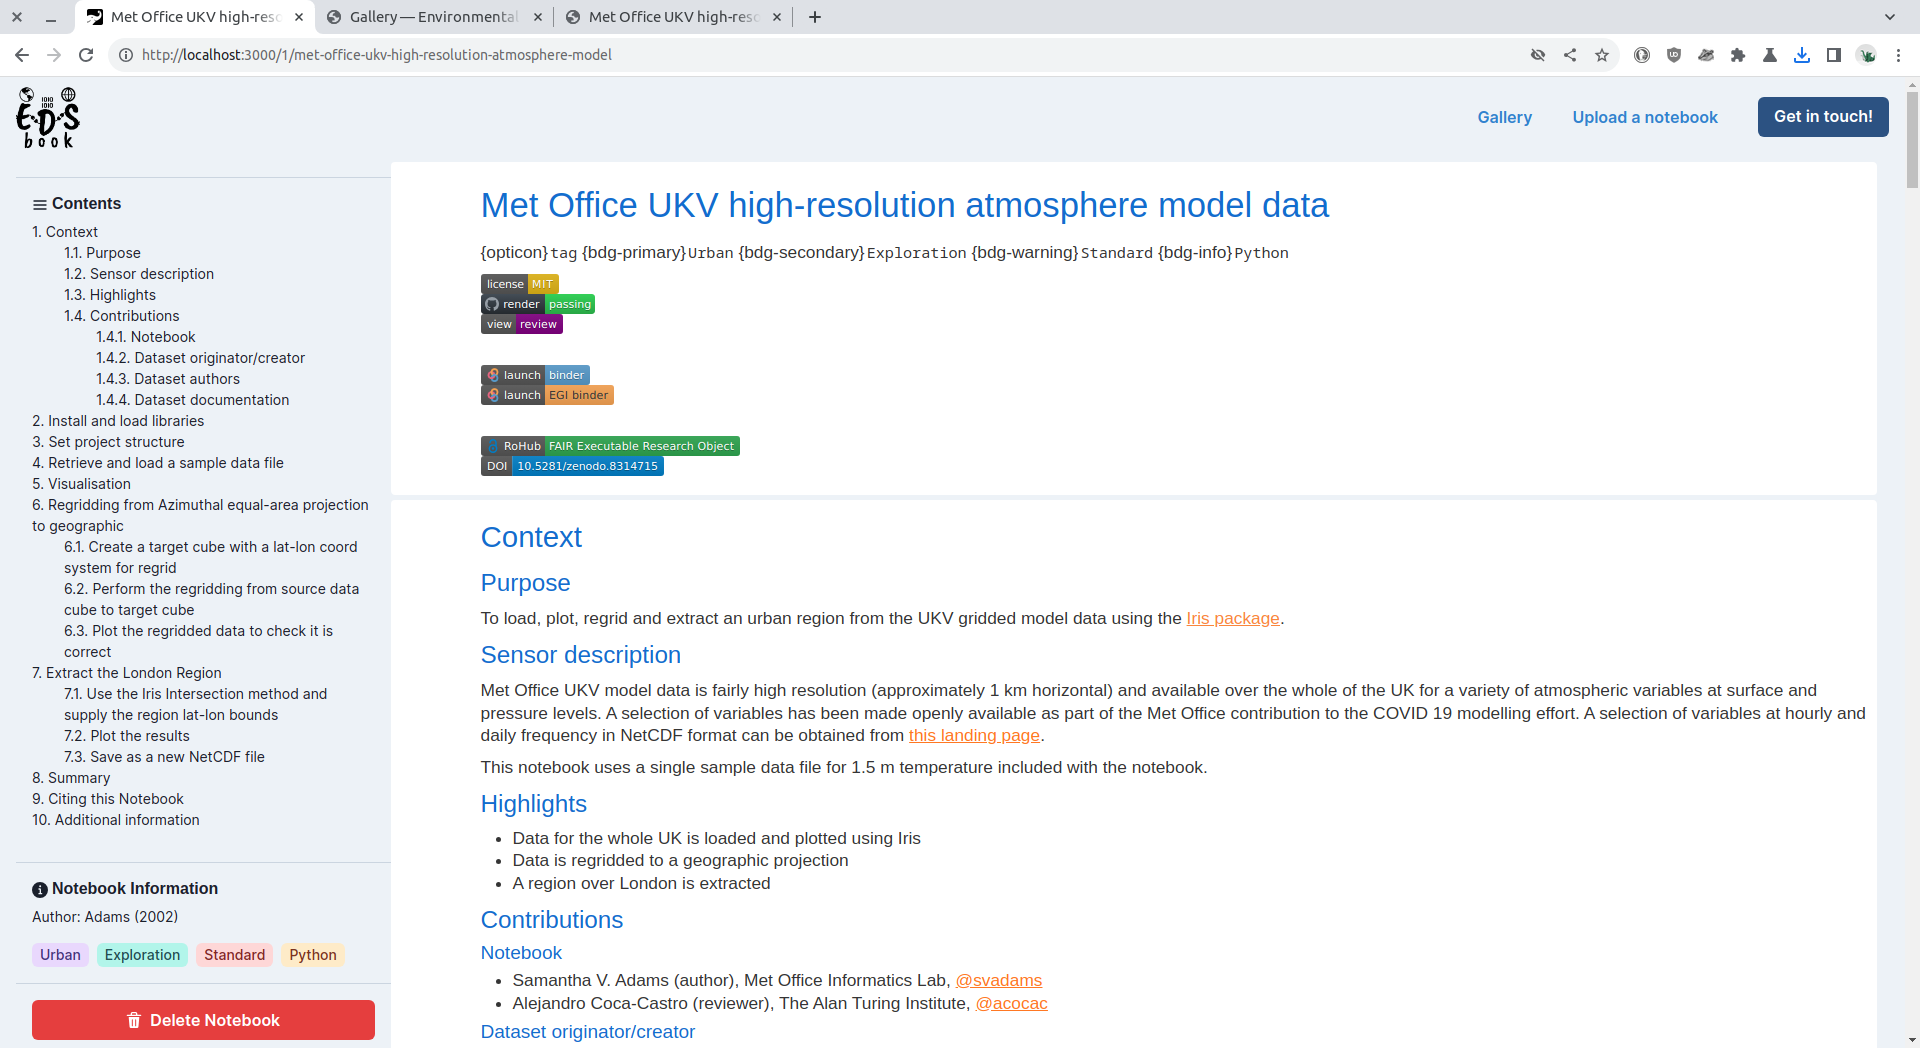 Met Office UKV high-res
Gallery — Environmental
Met Office UKV high-res
http://localhost:3000/1/met-office-ukv-high-resolution-atmosphere-model
EDS
book
Gallery
Upload a notebook
Get in touch!
Contents
1. Context
1.1. Purpose
1.2. Sensor description
1.3. Highlights
1.4. Contributions
1.4.1. Notebook
1.4.2. Dataset originator/creator
1.4.3. Dataset authors
1.4.4. Dataset documentation
2. Install and load libraries
3. Set project structure
4. Retrieve and load a sample data file
5. Visualisation
6. Regridding from Azimuthal equal-area projection
to geographic
6.1. Create a target cube with a lat-lon coord
system for regrid
6.2. Perform the regridding from source data
cube to target cube
6.3. Plot the regridded data to check it is
correct
7. Extract the London Region
7.1. Use the Iris Intersection method and
supply the region lat-lon bounds
7.2. Plot the results
7.3. Save as a new NetCDF file
8. Summary
9. Citing this Notebook
10. Additional information
Notebook Information
Author: Adams (2002)
Urban Exploration Standard Python
Delete Notebook
Met Office UKV high-resolution atmosphere model data
{opticon}tag {bdg-primary}Urban {bdg-secondary}Exploration {bdg-warning}Standard {bdg-info}Python
license MIT
render passing
view review
launch binder
launch EGI binder
RoHub FAIR Executable Research Object
DOI 10.5281/zenodo.8314715
Context
Purpose
To load, plot, regrid and extract an urban region from the UKV gridded model data using the Iris package.
Sensor description
Met Office UKV model data is fairly high resolution (approximately 1 km horizontal) and available over the whole of the UK for a variety of atmospheric variables at surface and
pressure levels. A selection of variables has been made openly available as part of the Met Office contribution to the COVID 19 modelling effort. A selection of variables at hourly and
daily frequency in NetCDF format can be obtained from this landing page.
This notebook uses a single sample data file for 1.5 m temperature included with the notebook.
Highlights
• Data for the whole UK is loaded and plotted using Iris
• Data is regridded to a geographic projection
• A region over London is extracted
Contributions
Notebook
• Samantha V. Adams (author), Met Office Informatics Lab, @svadams
• Alejandro Coca-Castro (reviewer), The Alan Turing Institute, @acocac
Dataset originator/creator